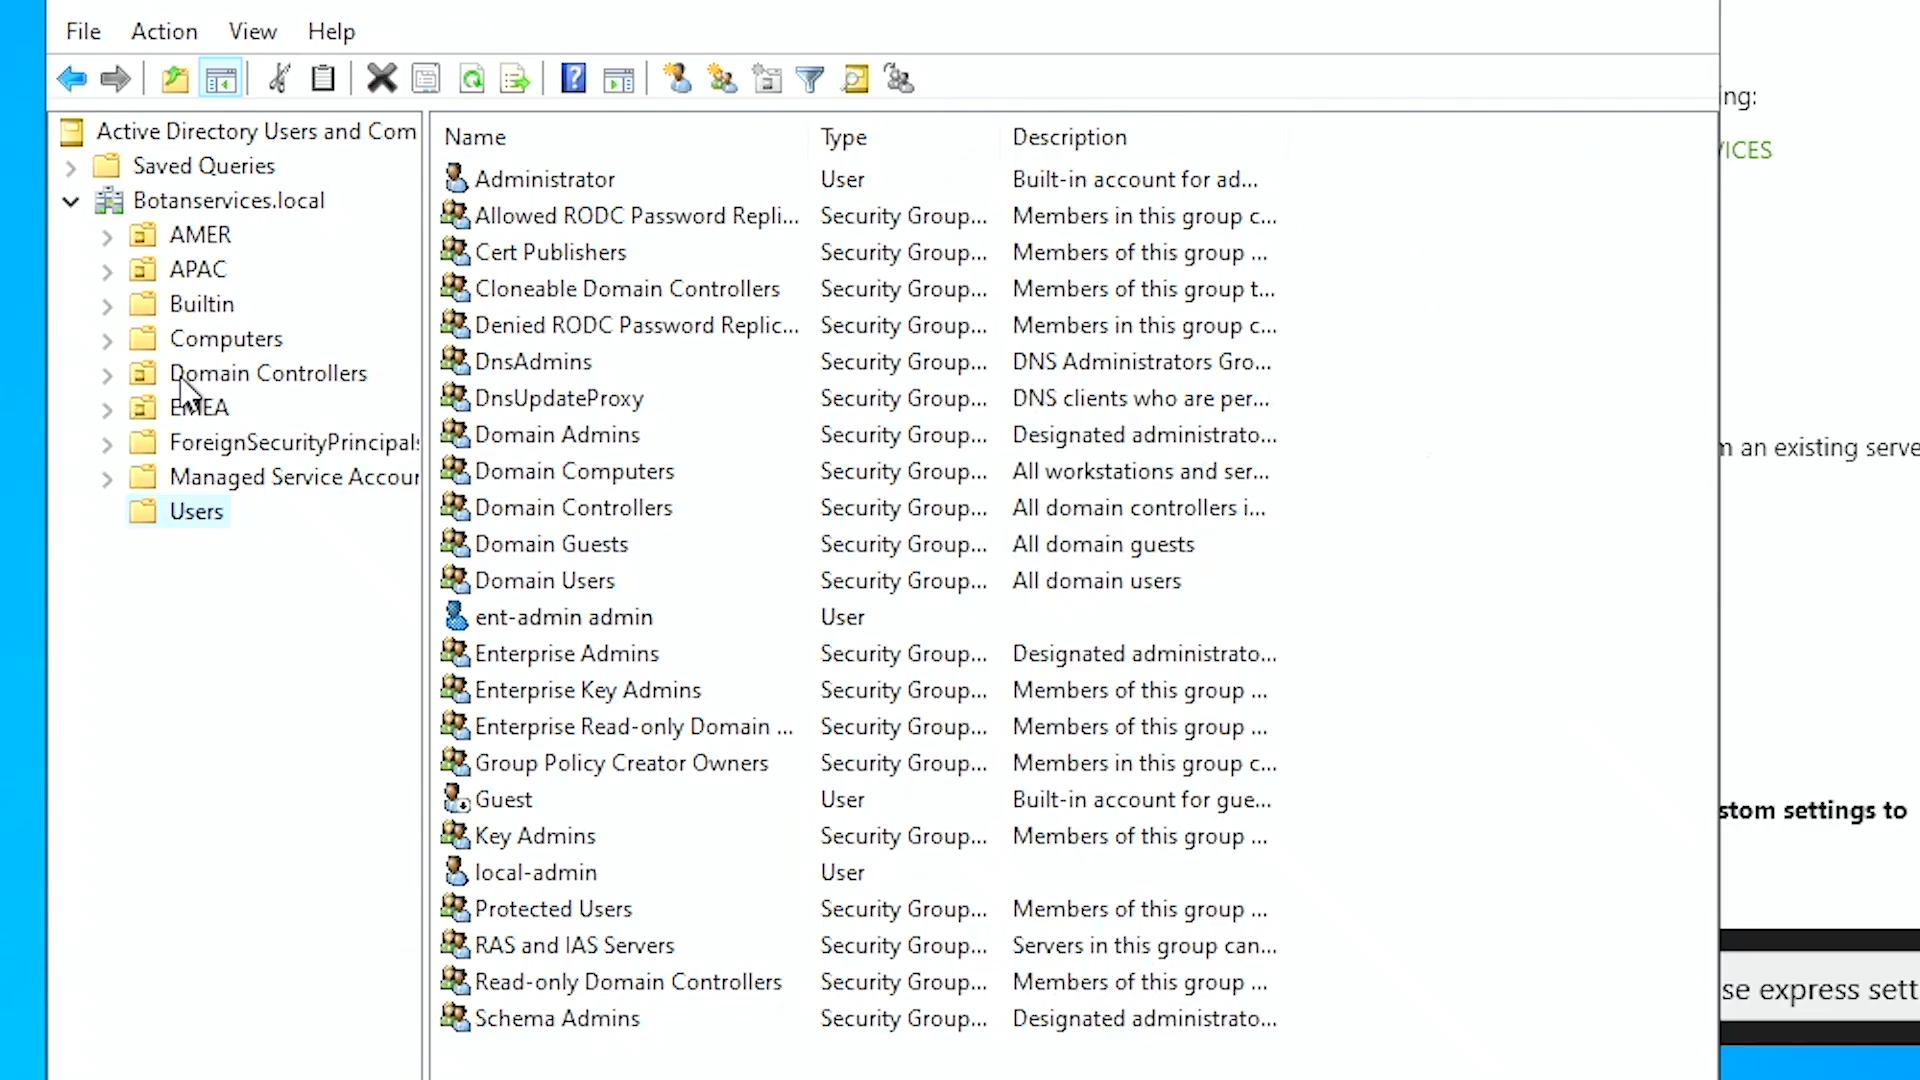 File Action View Help
Active Directory Users and Com
Saved Queries
Botanservices.local
AMER
APAC
Builtin
Computers
Domain Controllers
EMEA
ForeignSecurityPrincipals
Managed Service Accoun
Users
Name Type Description
Administrator User Built-in account for ad...
Allowed RODC Password Repli... Security Group... Members in this group c...
Cert Publishers Security Group... Members of this group ...
Cloneable Domain Controllers Security Group... Members of this group t...
Denied RODC Password Replic... Security Group... Members in this group c...
DnsAdmins Security Group... DNS Administrators Gro...
DnsUpdateProxy Security Group... DNS clients who are per...
Domain Admins Security Group... Designated administrato...
Domain Computers Security Group... All workstations and ser...
Domain Controllers Security Group... All domain controllers i...
Domain Guests Security Group... All domain guests
Domain Users Security Group... All domain users
ent-admin admin User
Enterprise Admins Security Group... Designated administrato...
Enterprise Key Admins Security Group... Members of this group ...
Enterprise Read-only Domain ... Security Group... Members of this group ...
Group Policy Creator Owners Security Group... Members in this group c...
Guest User Built-in account for gue...
Key Admins Security Group... Members of this group ...
local-admin User
Protected Users Security Group... Members of this group ...
RAS and IAS Servers Security Group... Servers in this group can...
Read-only Domain Controllers Security Group... Members of this group ...
Schema Admins Security Group... Designated administrato...
ing:
VICES
m an existing serve
stom settings to
se express sett